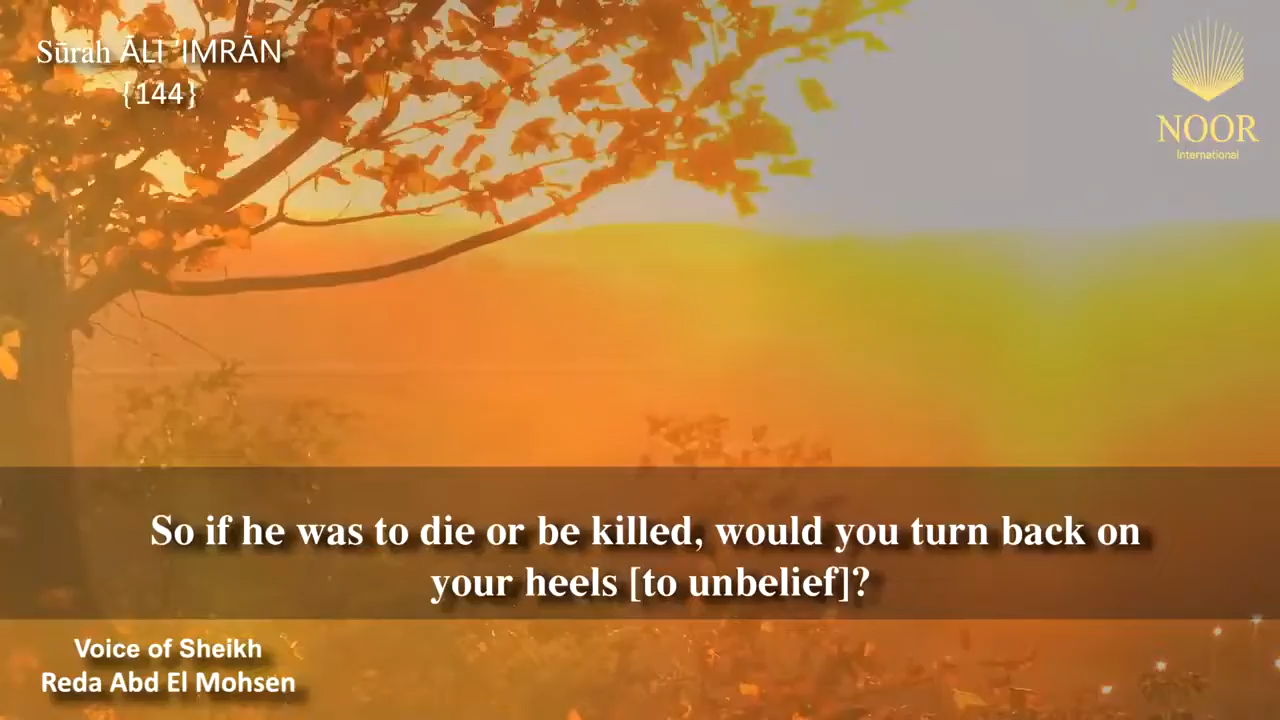 Sūrah ĀLI ʿIMRĀN
{144}
NOOR
International
So if he was to die or be killed, would you turn back on
your heels [to unbelief]?
Voice of Sheikh
Reda Abd El Mohsen